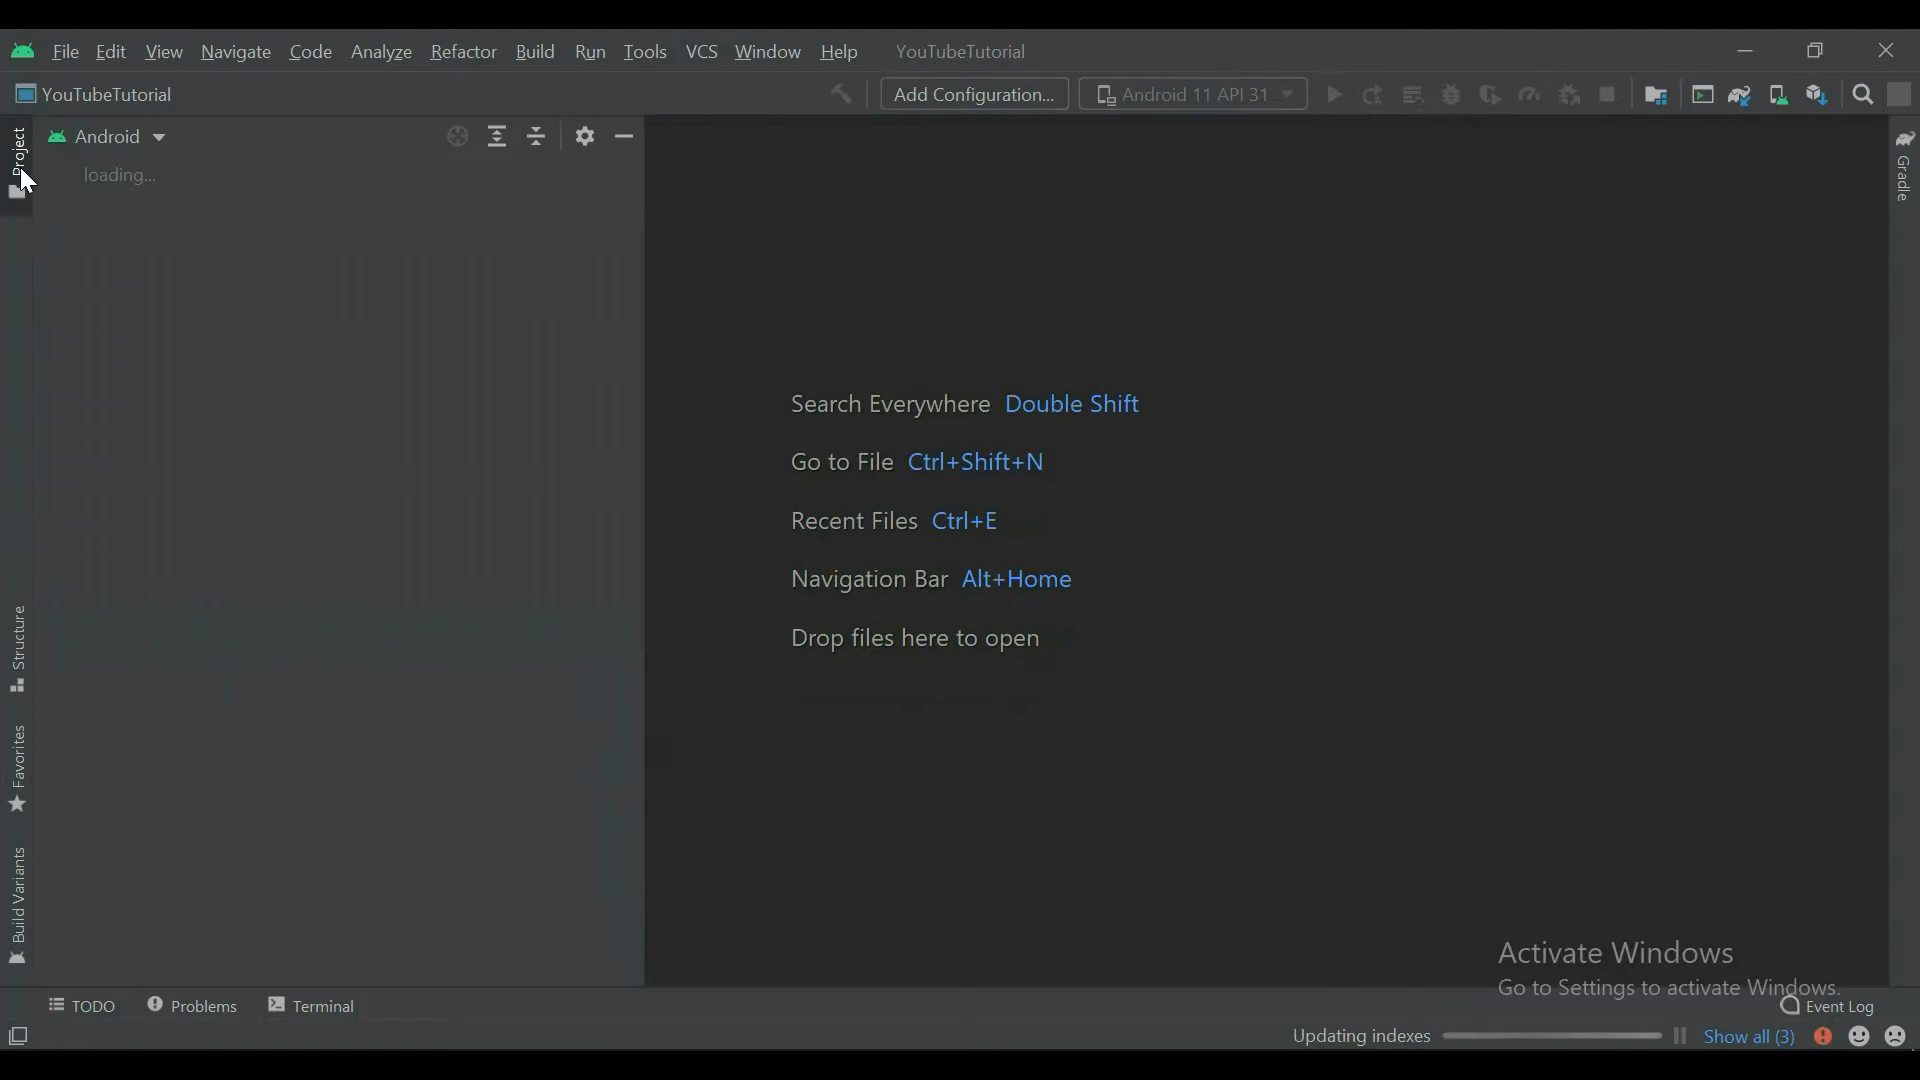 File Edit View Navigate Code Analyze Refactor Build Run Tools VCS Window Help YouTubeTutorial
YouTubeTutorial Add Configuration... Android 11 API 31
Project
Android
loading...
Gradle
Search Everywhere Double Shift
Go to File Ctrl+Shift+N
Recent Files Ctrl+E
Navigation Bar Alt+Home
Drop files here to open
Structure
Favorites
Build Variants
Activate Windows
Go to Settings to activate Windows.
TODO Problems Terminal Event Log
Updating indexes Show all (3)